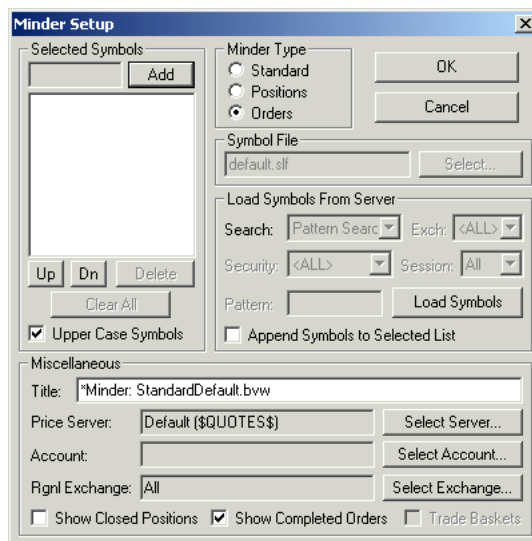 Minder Setup
Selected Symbols
Add
Up Dn Delete
Clear All
Upper Case Symbols
Minder Type
Standard
Positions
Orders
OK
Cancel
Symbol File
default.slf Select...
Load Symbols From Server
Search: Pattern Searc Exch: <ALL>
Security: <ALL> Session: All
Pattern: Load Symbols
Append Symbols to Selected List
Miscellaneous
Title: *Minder: StandardDefault.bvw
Price Server: Default ($QUOTES$) Select Server...
Account: Select Account...
Rgnl Exchange: All Select Exchange...
Show Closed Positions Show Completed Orders Trade Baskets